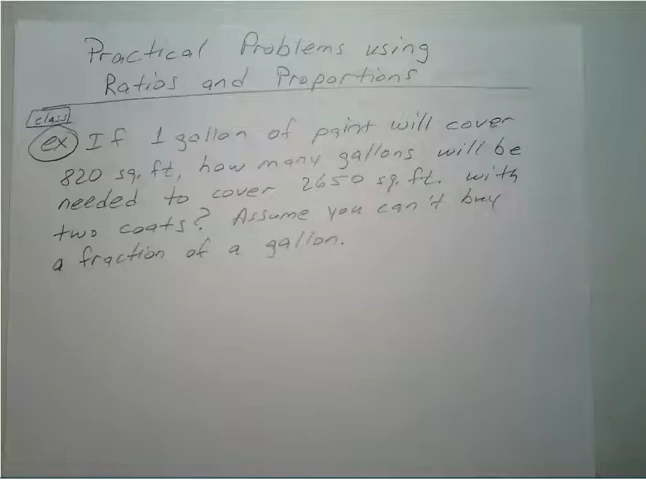 Practical Problems using
Ratios and Proportions
class
ex If 1 gallon of paint will cover
820 sq. ft, how many gallons will be
needed to cover 2650 sq. ft. with
two coats? Assume you can't buy
a fraction of a gallon.